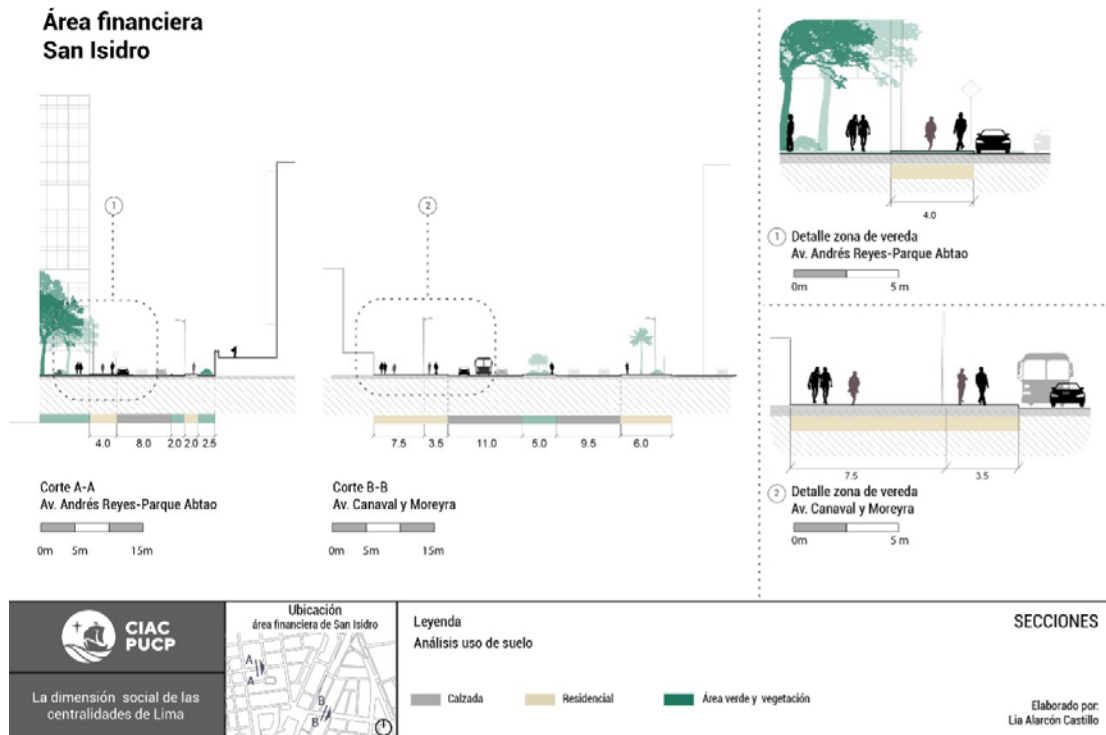 Área financiera
San Isidro
1
2
4.0
8.0
2.0
2.0
2.5
7.5
3.5
11.0
5.0
9.5
6.0
Corte A-A
Av. Andrés Reyes-Parque Abtao
0m
5m
15m
Corte B-B
Av. Canaval y Moreyra
0m
5m
15m
4.0
1
Detalle zona de vereda
Av. Andrés Reyes-Parque Abtao
0m
5 m
7.5
3.5
2
Detalle zona de vereda
Av. Canaval y Moreyra
0m
5 m
CIAC
PUCP
La dimensión social de las
centralidades de Lima
Ubicación
área financiera de San Isidro
A
A
B
B
Leyenda
Análisis uso de suelo
Calzada
Residencial
Área verde y vegetación
SECCIONES
Elaborado por:
Lia Alarcón Castillo